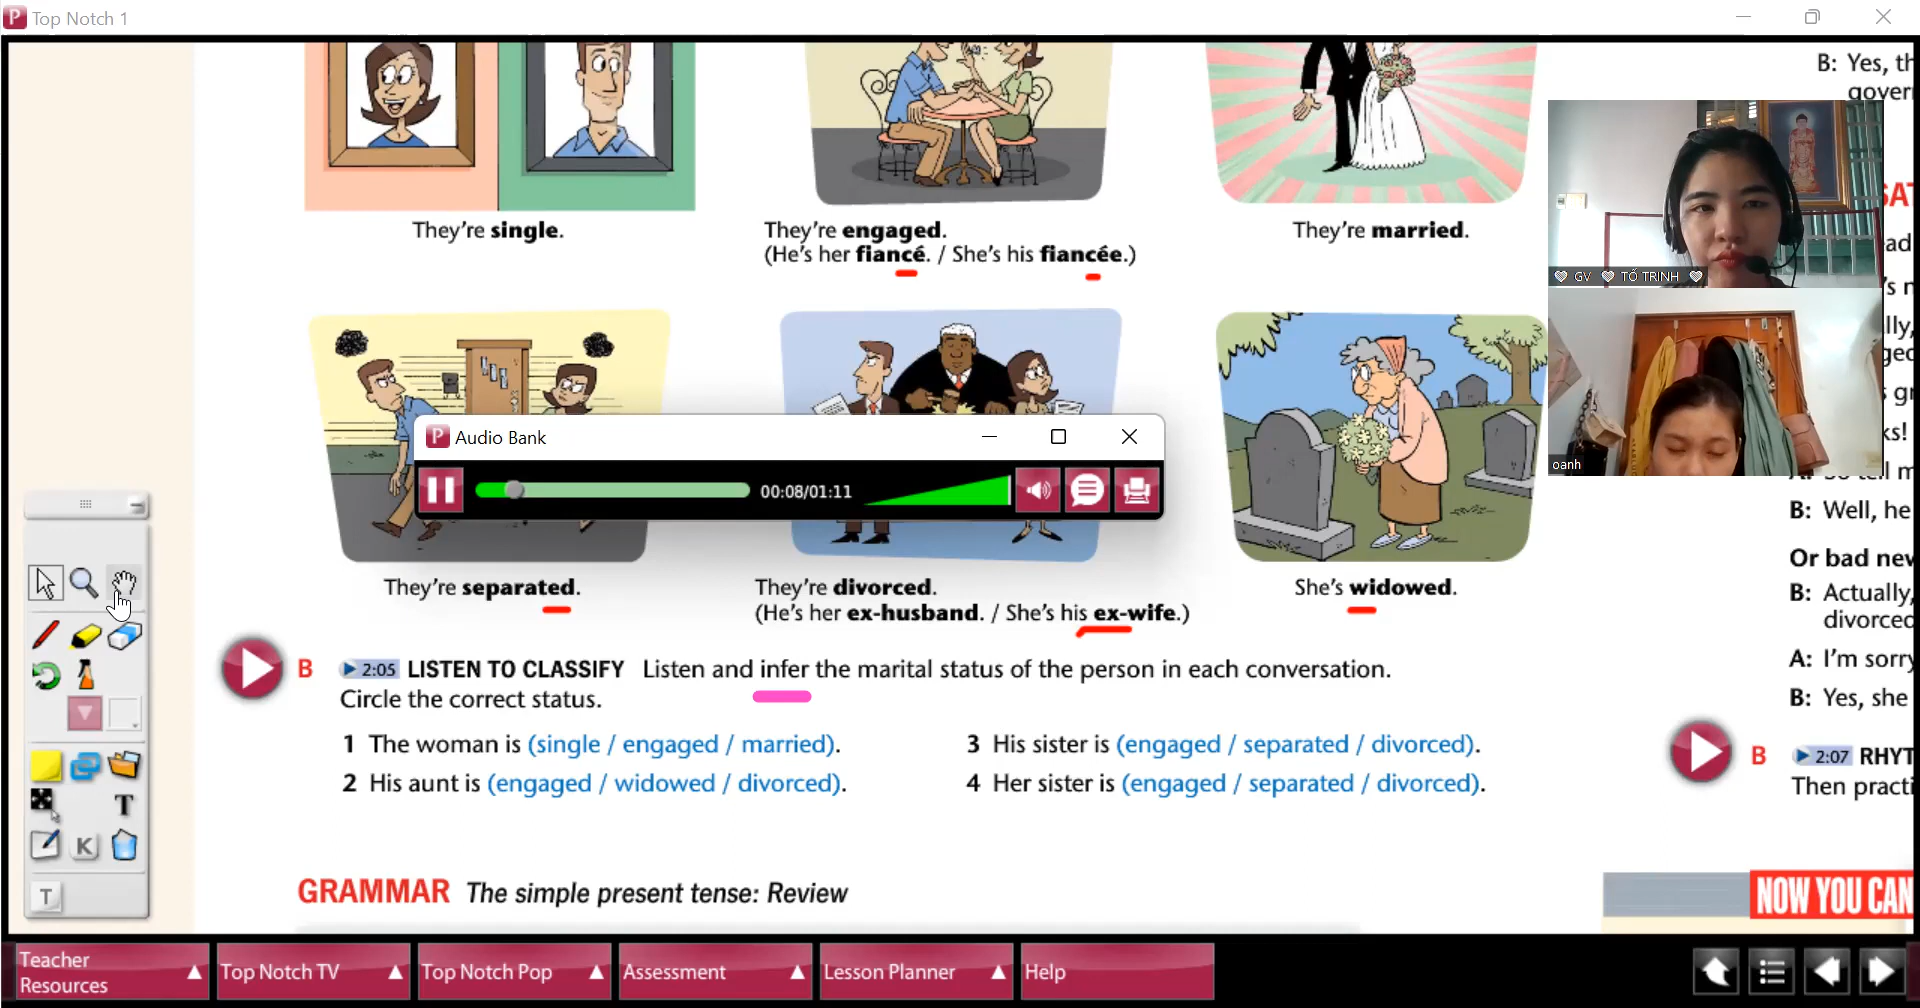 Top Notch 1
They're single.
They're engaged.
(He's her fiancé. / She's his fiancée.)
They're married.
B: Yes, th
govern
GV TỐ TRINH
oanh
Audio Bank
00:08/01:11
They're separated.
They're divorced.
(He's her ex-husband. / She's his ex-wife.)
She's widowed.
B 2:05 LISTEN TO CLASSIFY Listen and infer the marital status of the person in each conversation.
Circle the correct status.
1 The woman is (single / engaged / married).
2 His aunt is (engaged / widowed / divorced).
3 His sister is (engaged / separated / divorced).
4 Her sister is (engaged / separated / divorced).
GRAMMAR The simple present tense: Review
B: Well, he
Or bad new
B: Actually,
divorced
A: I'm sorry
B: Yes, she
B 2:07 RHYT
Then practi
NOW YOU CAN
T
K
T
Teacher
Resources
Top Notch TV
Top Notch Pop
Assessment
Lesson Planner
Help